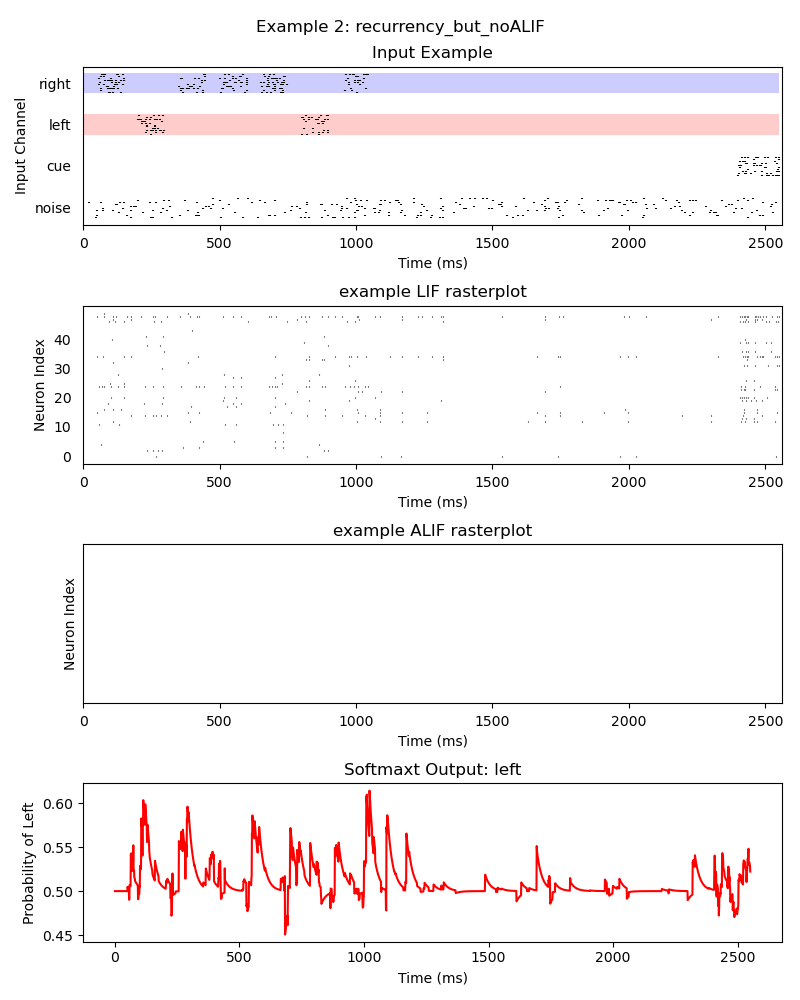 Example 2: recurrency_but_noALIF
Input Example
Input Channel
right
left
cue
noise
0 500 1000 1500 2000 2500
Time (ms)
example LIF rasterplot
Neuron Index
40
30
20
10
0
0 500 1000 1500 2000 2500
Time (ms)
example ALIF rasterplot
Neuron Index
0 500 1000 1500 2000 2500
Time (ms)
Softmaxt Output: left
Probability of Left
0.60
0.55
0.50
0.45
0 500 1000 1500 2000 2500
Time (ms)